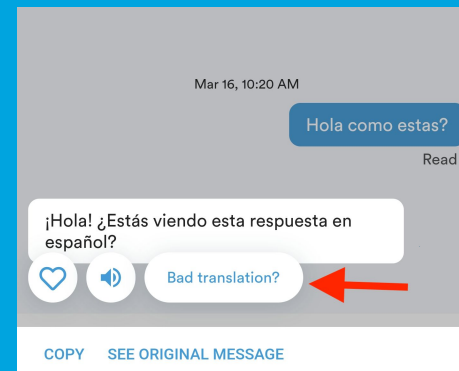 Mar 16, 10:20 AM
Hola como estas?
Read
¡Hola! ¿Estás viendo esta respuesta en
español?
Bad translation?
COPY SEE ORIGINAL MESSAGE